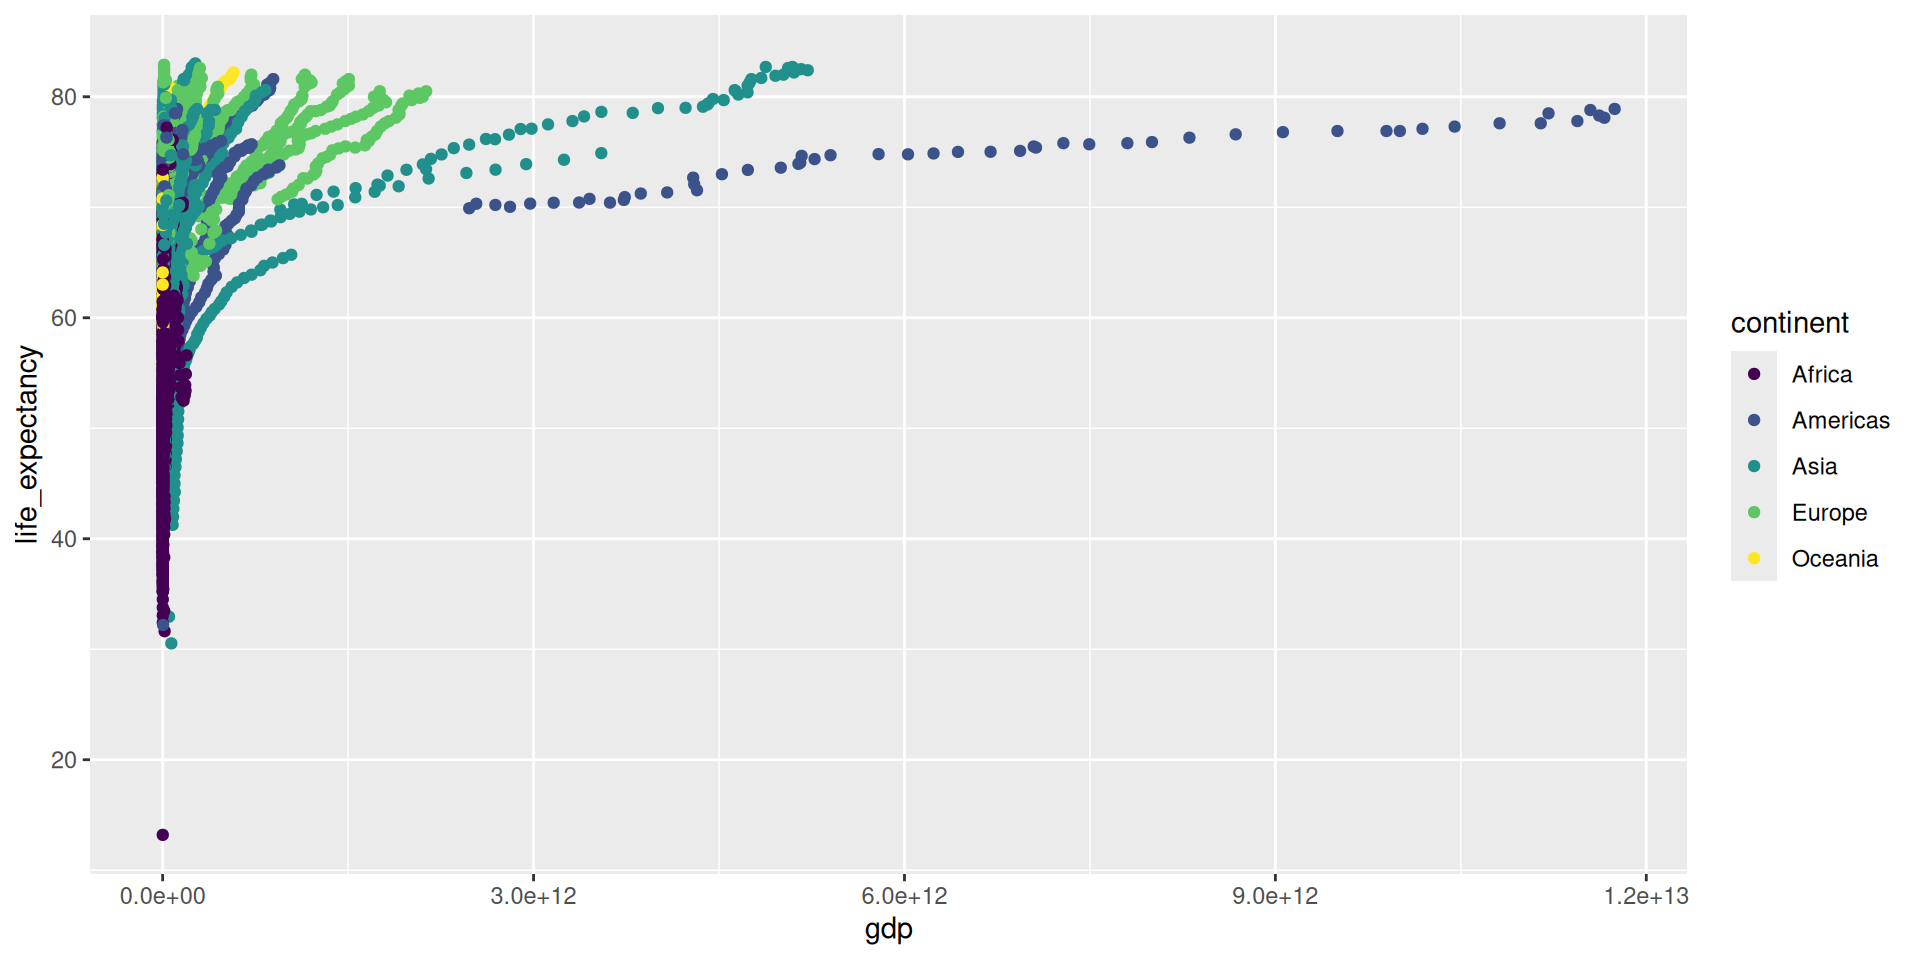 80
60
40
20
life_expectancy
0.0e+00
3.0e+12
6.0e+12
9.0e+12
1.2e+13
gdp
continent
Africa
Americas
Asia
Europe
Oceania